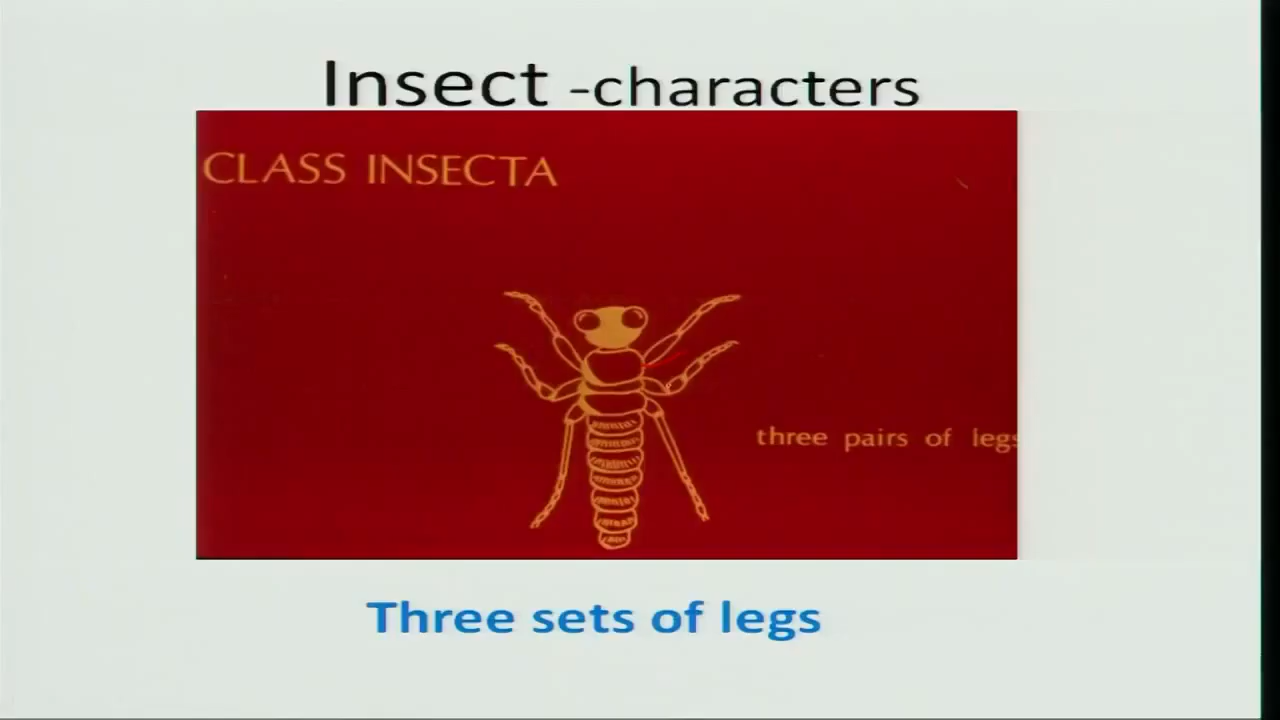 Insect -characters
CLASS INSECTA
three pairs of legs
Three sets of legs